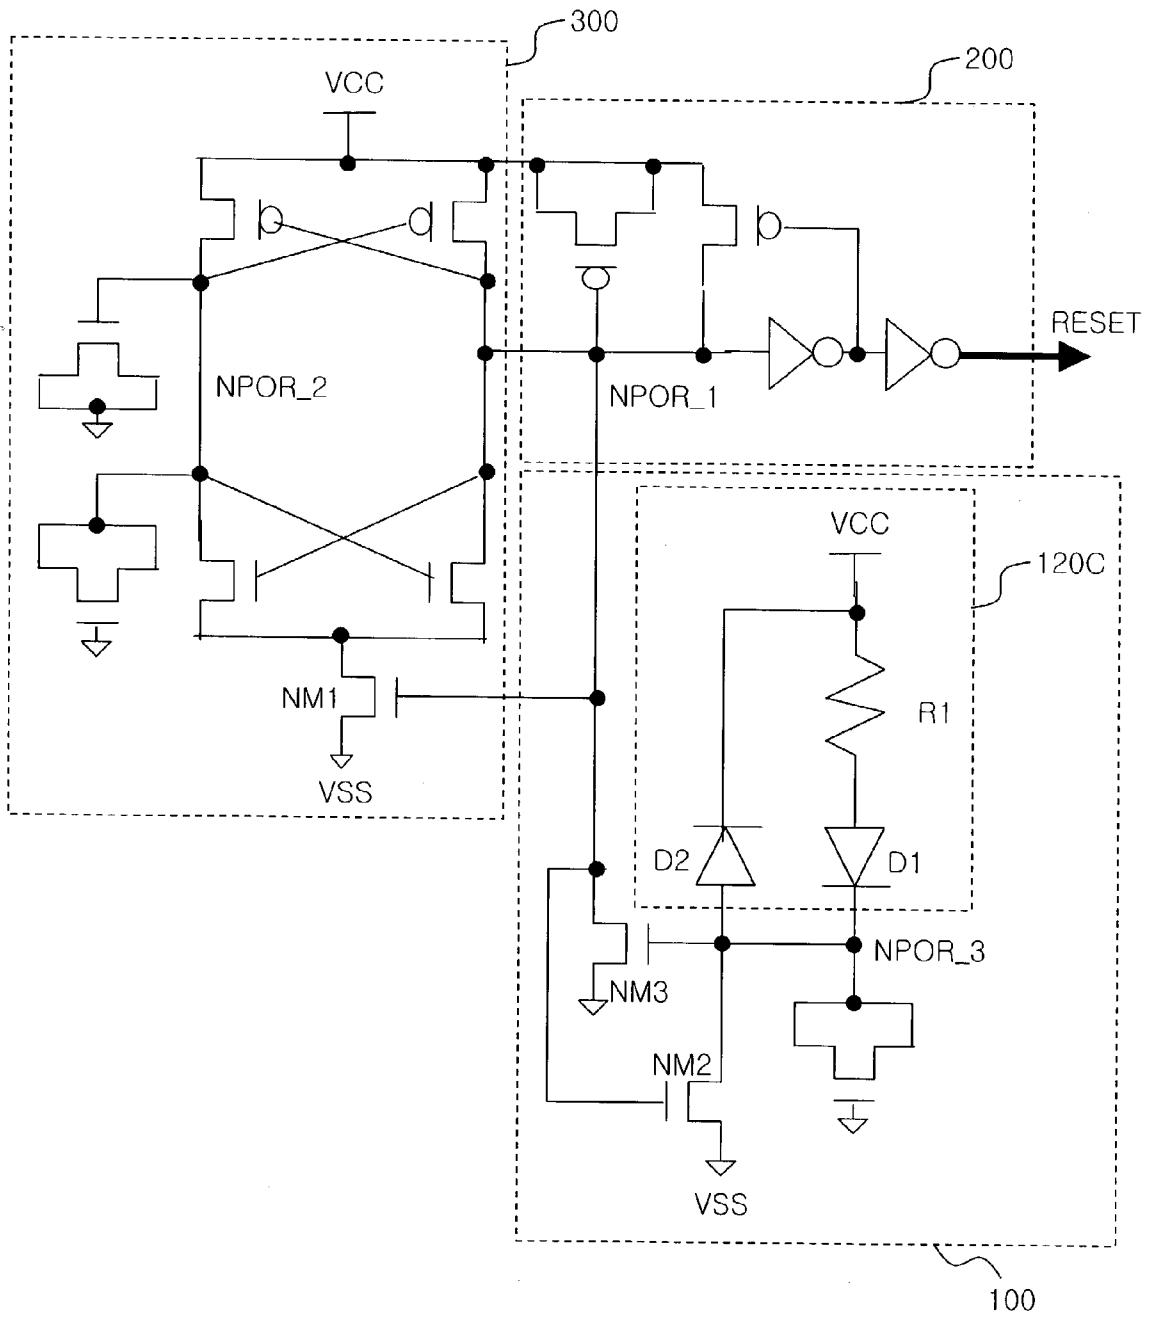 300
VCC
200
RESET
NPOR_2
NPOR_1
VCC
120C
NM1
R1
VSS
D2
D1
NPOR_3
NM3
NM2
VSS
100